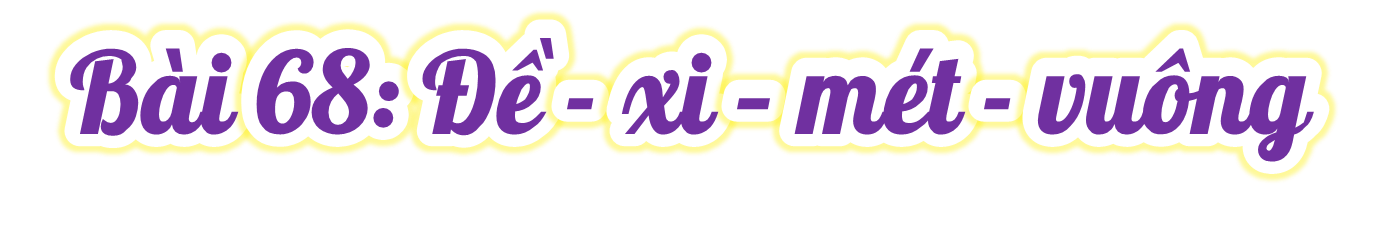 Bài 68: Đề - xi – mét - vuông